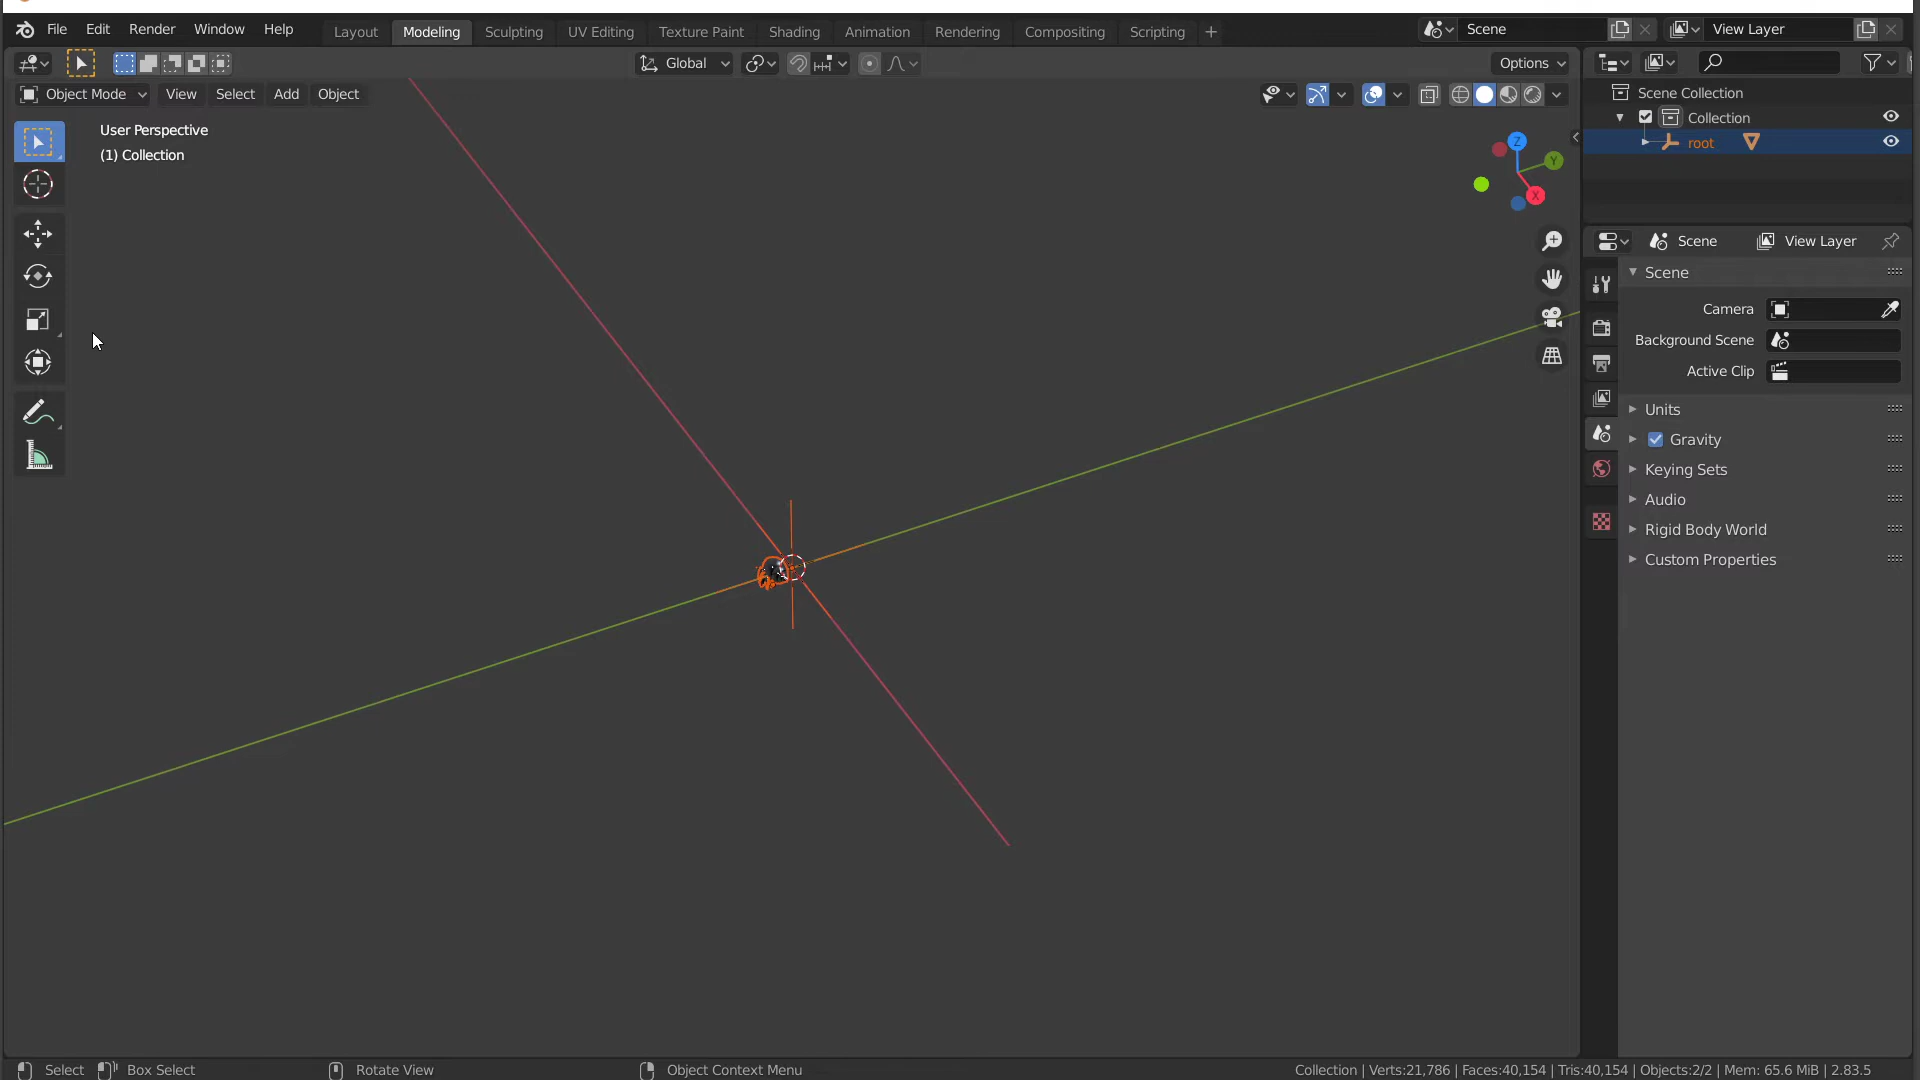 File Edit Render Window Help Layout Modeling Sculpting UV Editing Texture Paint Shading Animation Rendering Compositing Scripting + Scene View Layer
Global Options
Object Mode View Select Add Object
User Perspective
(1) Collection
Z
Y
X
Scene Collection
Collection
root
Scene View Layer
Scene
Camera
Background Scene
Active Clip
Units
Gravity
Keying Sets
Audio
Rigid Body World
Custom Properties
Select Box Select Rotate View Object Context Menu Collection | Verts:21,786 | Faces:40,154 | Tris:40,154 | Objects:2/2 | Mem: 65.6 MiB | 2.83.5